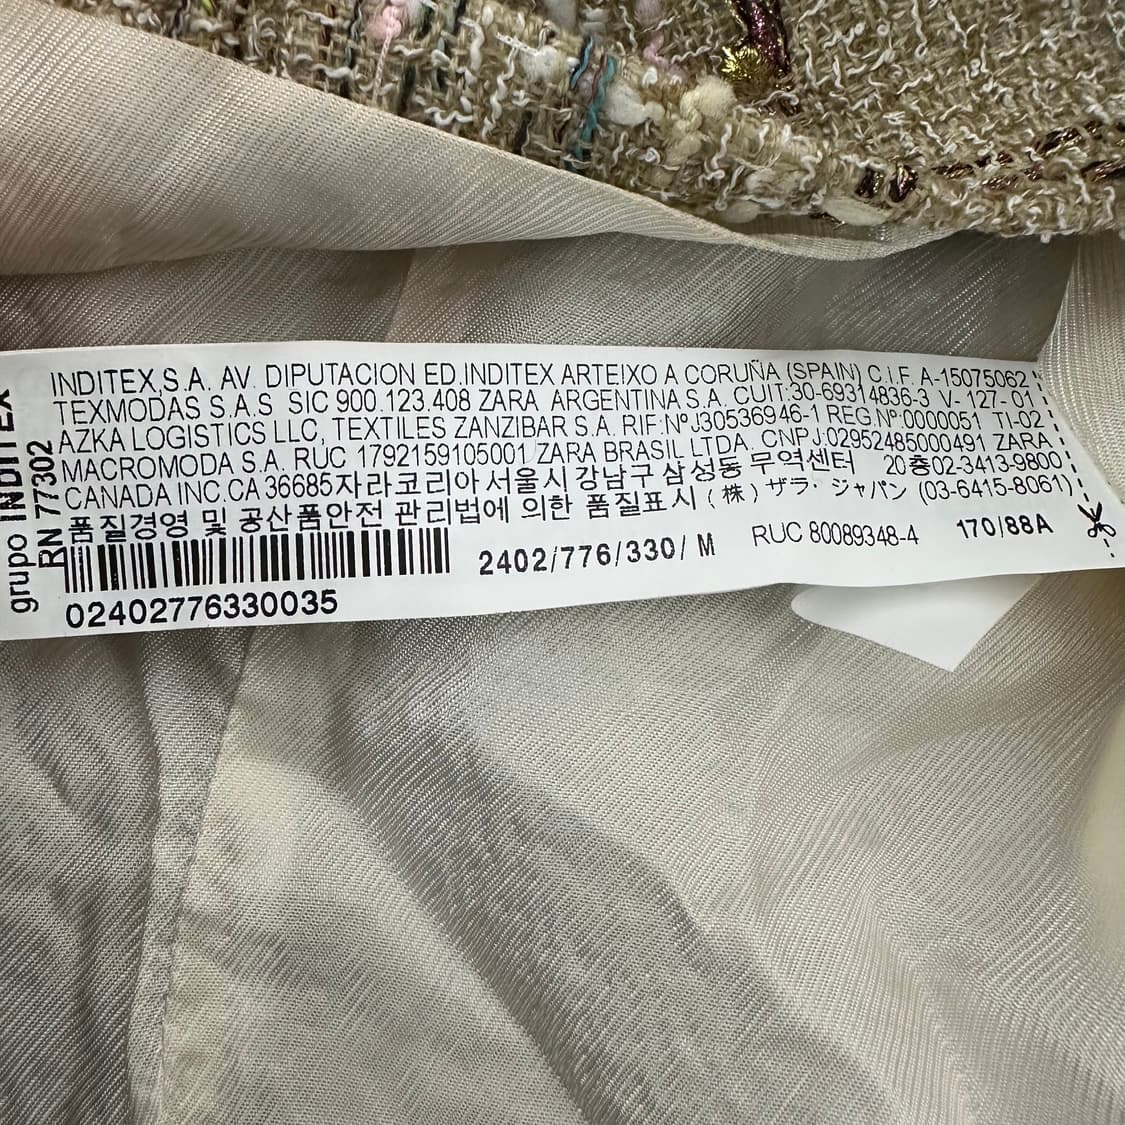 grupo INDITEX
RN 77302
INDITEX,S.A. AV. DIPUTACION ED.INDITEX ARTEIXO A CORUÑA (SPAIN) C.I.F. A-15075062
TEXMODAS S.A.S SIC 900.123.408 ZARA ARGENTINA S.A. CUIT:30-69314836-3 V-127-01
AZKA LOGISTICS LLC, TEXTILES ZANZIBAR S.A. RIF:Nº J30536946-1 REG.Nº:0000051 TI-02
MACROMODA S.A. RUC 1792159105001 ZARA BRASIL LTDA. CNPJ:02952485000491 ZARA
CANADA INC.CA 36685자라코리아 서울시 강남구 삼성동 무역센터 20층02-3413-9800
품질경영 및 공산품안전 관리법에 의한 품질표시 (株) ザラ・ジャパン (03-6415-8061)
2402/776/330/ M RUC 80089348-4 170/88A
02402776330035